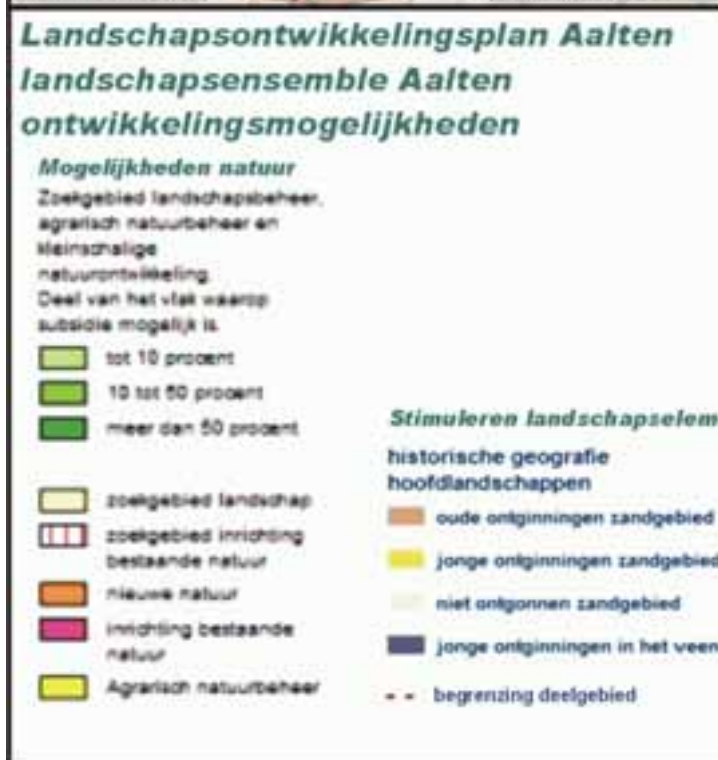 Landschapsontwikkelingsplan Aalten
landschapsensemble Aalten
ontwikkelingsmogelijkheden
Mogelijkheden natuur
Zoekgebied landschapsbeheer,
agrarisch natuurbeheer en
kleinschalige
natuurontwikkeling.
Deel van het vlak waarop
subsidie mogelijk is
tot 10 procent
10 tot 50 procent
meer dan 50 procent
zoekgebied landschap
zoekgebied inrichting
bestaande natuur
nieuwe natuur
inrichting bestaande
natuur
Agrarisch natuurbeheer
Stimuleren landschapselem
historische geografie
hoofdlandschappen
oude ontginningen zandgebied
jonge ontginningen zandgebied
niet ontgonnen zandgebied
jonge ontginningen in het veen
begrenzing deelgebied